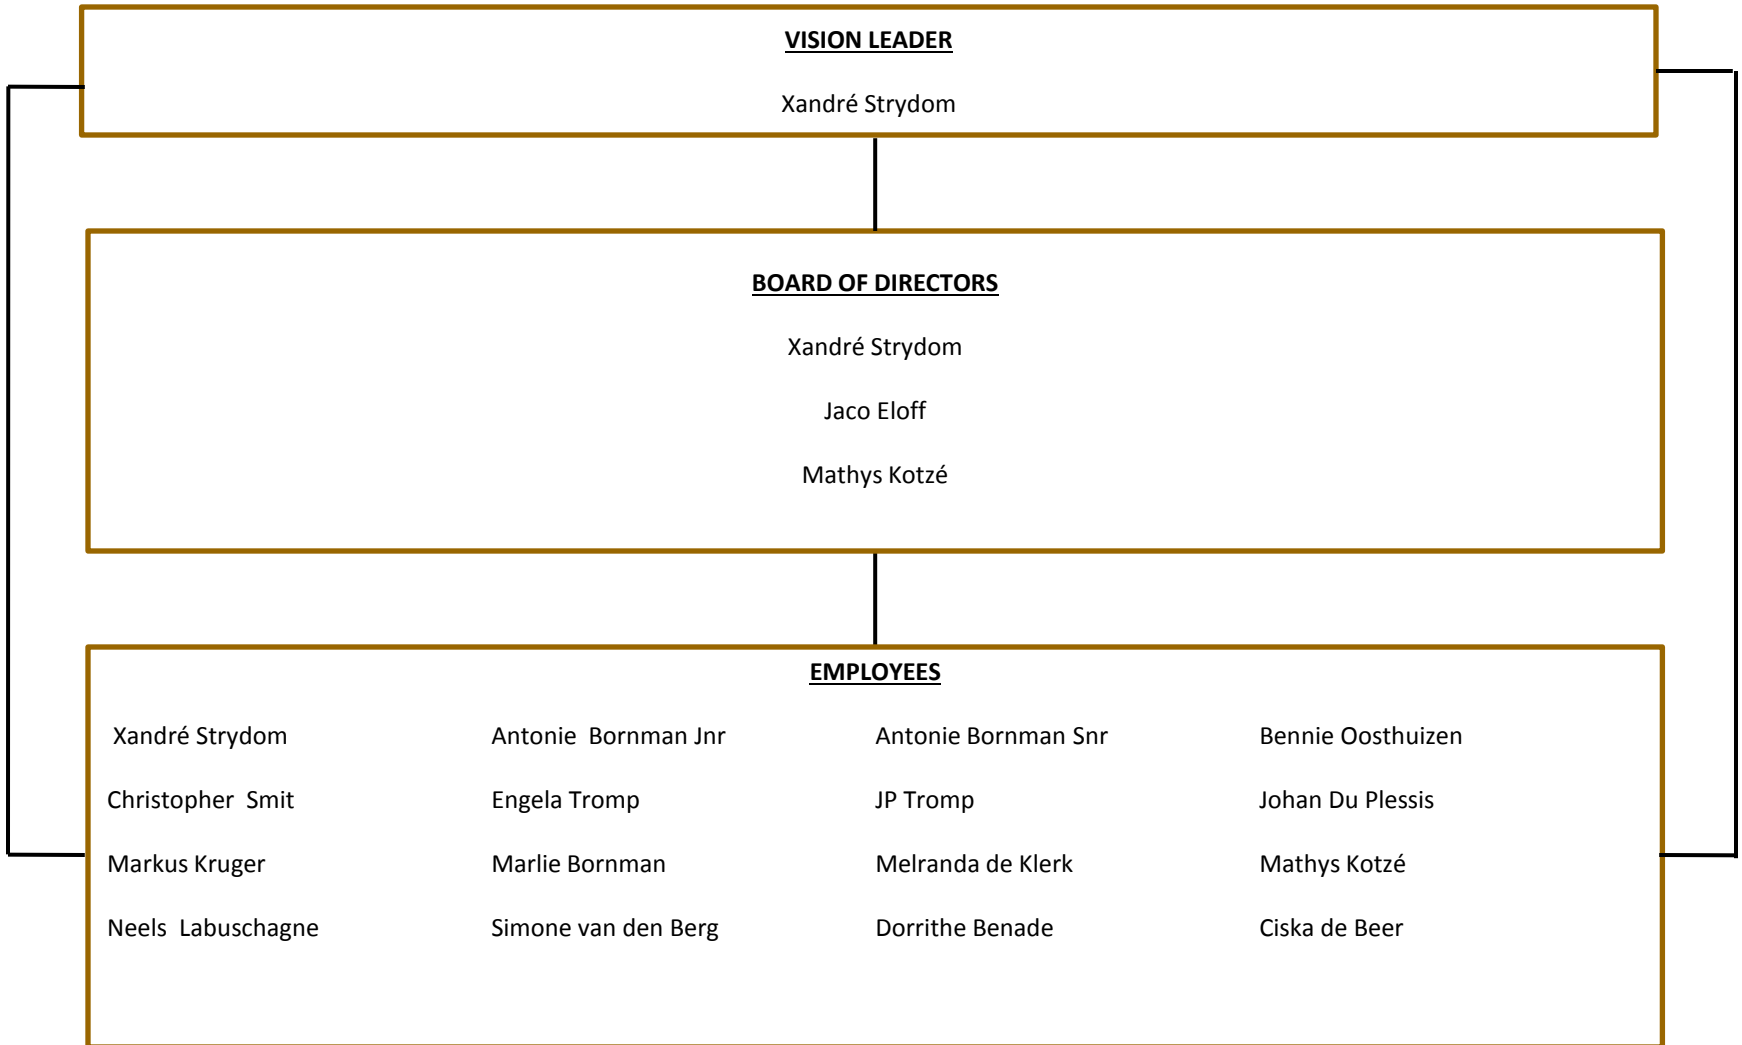 VISION LEADER
Xandré Strydom
BOARD OF DIRECTORS
Xandré Strydom
Jaco Eloff
Mathys Kotzé
EMPLOYEES
Xandré Strydom Antonie Bornman Jnr Antonie Bornman Snr Bennie Oosthuizen
Christopher Smit Engela Tromp JP Tromp Johan Du Plessis
Markus Kruger Marlie Bornman Melranda de Klerk Mathys Kotzé
Neels Labuschagne Simone van den Berg Dorrithe Benade Ciska de Beer